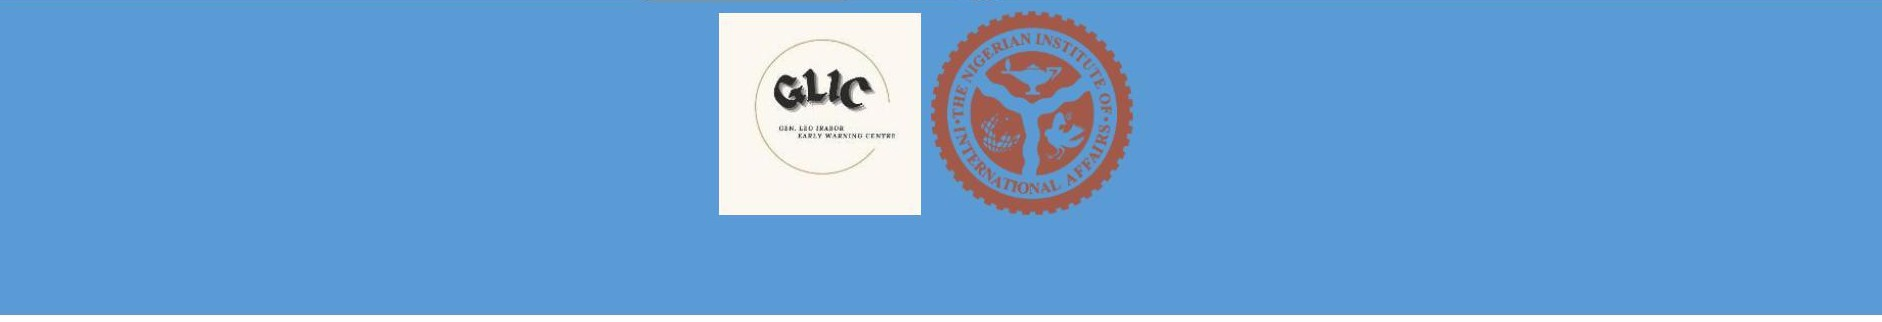 GLIC
GEN. LEO IRABOR
EARLY WARNING CENTRE
THE NIGERIAN INSTITUTE OF
INTERNATIONAL AFFAIRS